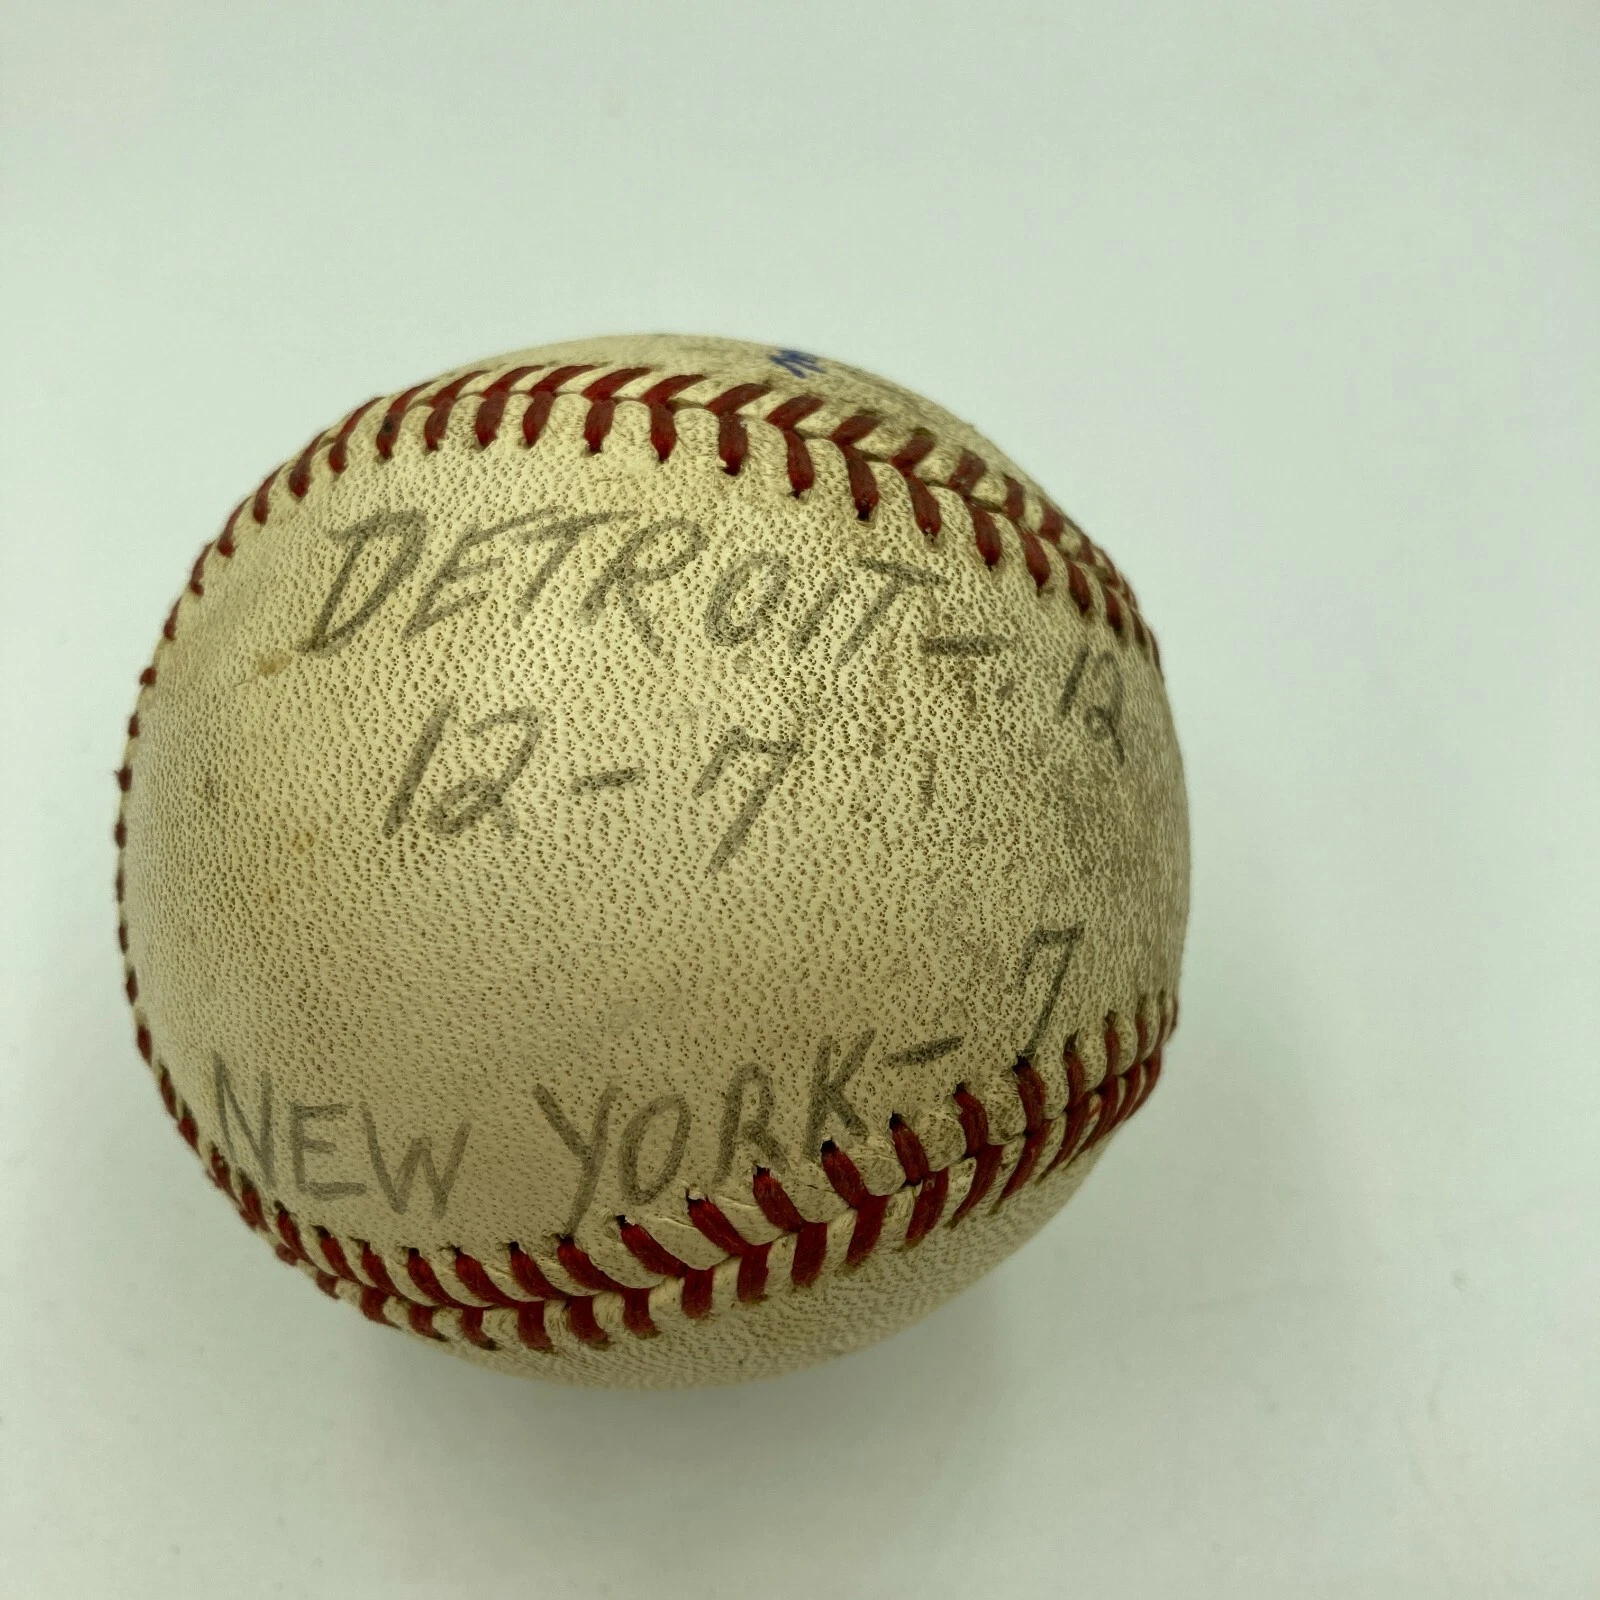 DETROIT - 12
12 - 7
NEW YORK - 7